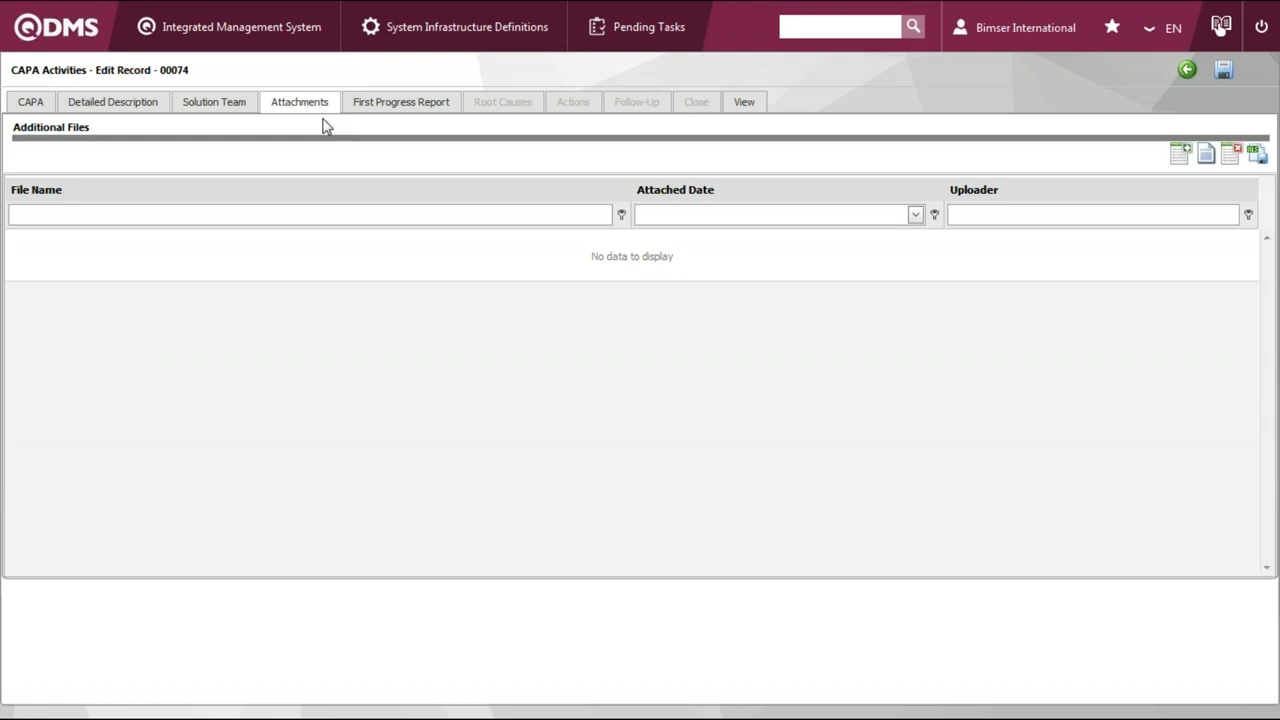 QDMS
Integrated Management System
System Infrastructure Definitions
Pending Tasks
Bimser International
EN
CAPA Activities - Edit Record - 00074
CAPA
Detailed Description
Solution Team
Attachments
First Progress Report
Root Causes
Actions
Follow-Up
Close
View
Additional Files
File Name
Attached Date
Uploader
No data to display